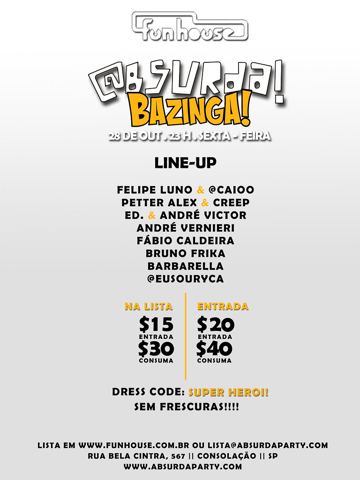 funhouse
@BSURDA!
BAZINGA!
28 DE OUT . 23H . SEXTA - FEIRA
LINE-UP
FELIPE LUNO & @CAIOO
PETTER ALEX & CREEP
ED. & ANDRÉ VICTOR
ANDRÉ VERNIERI
FÁBIO CALDEIRA
BRUNO FRIKA
BARBARELLA
@EUSOURYCA
NA LISTA
$15
ENTRADA
$30
CONSUMA
ENTRADA
$20
ENTRADA
$40
CONSUMA
DRESS CODE: SUPER HEROI!
SEM FRESCURAS!!!!
LISTA EM WWW.FUNHOUSE.COM.BR OU LISTA@ABSURDAPARTY.COM
RUA BELA CINTRA, 567 || CONSOLAÇÃO || SP
WWW.ABSURDAPARTY.COM